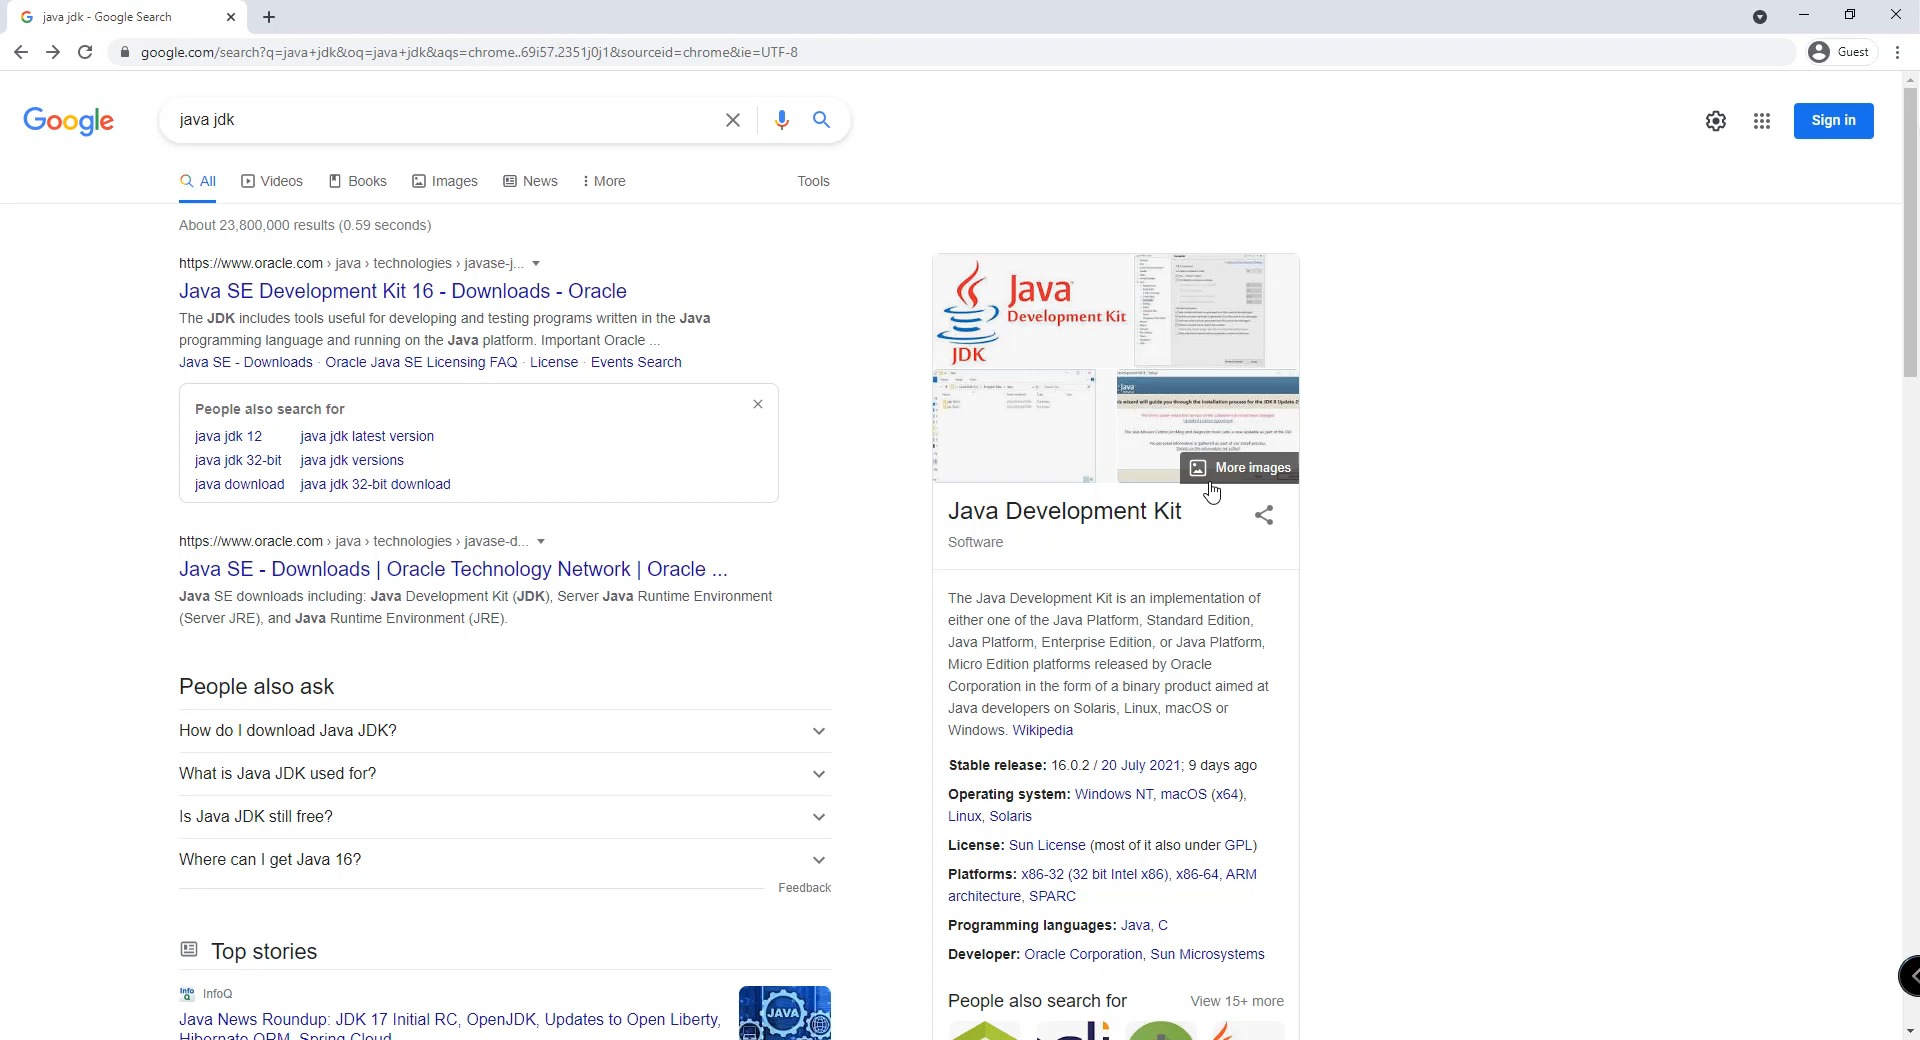 java jdk - Google Search
google.com/search?q=java+jdk&oq=java+jdk&aqs=chrome..69i57.2351j0j1&sourceid=chrome&ie=UTF-8
Guest
Google
java jdk
Sign in
All
Videos
Books
Images
News
More
Tools
About 23,800,000 results (0.59 seconds)
https://www.oracle.com › java › technologies › javase-j...
Java SE Development Kit 16 - Downloads - Oracle
The JDK includes tools useful for developing and testing programs written in the Java
programming language and running on the Java platform. Important Oracle ...
Java SE - Downloads · Oracle Java SE Licensing FAQ · License · Events Search
People also search for
java jdk 12
java jdk latest version
java jdk 32-bit
java jdk versions
java download
java jdk 32-bit download
https://www.oracle.com › java › technologies › javase-d...
Java SE - Downloads | Oracle Technology Network | Oracle ...
Java SE downloads including: Java Development Kit (JDK), Server Java Runtime Environment
(Server JRE), and Java Runtime Environment (JRE).
People also ask
How do I download Java JDK?
What is Java JDK used for?
Is Java JDK still free?
Where can I get Java 16?
Feedback
Top stories
InfoQ
Java News Roundup: JDK 17 Initial RC, OpenJDK, Updates to Open Liberty,
Hibernate ORM, Spring Cloud
JAVA
Java
Development Kit
JDK
More images
Java Development Kit
Software
The Java Development Kit is an implementation of
either one of the Java Platform, Standard Edition,
Java Platform, Enterprise Edition, or Java Platform,
Micro Edition platforms released by Oracle
Corporation in the form of a binary product aimed at
Java developers on Solaris, Linux, macOS or
Windows. Wikipedia
Stable release: 16.0.2 / 20 July 2021; 9 days ago
Operating system: Windows NT, macOS (x64),
Linux, Solaris
License: Sun License (most of it also under GPL)
Platforms: x86-32 (32 bit Intel x86), x86-64, ARM
architecture, SPARC
Programming languages: Java, C
Developer: Oracle Corporation, Sun Microsystems
People also search for
View 15+ more